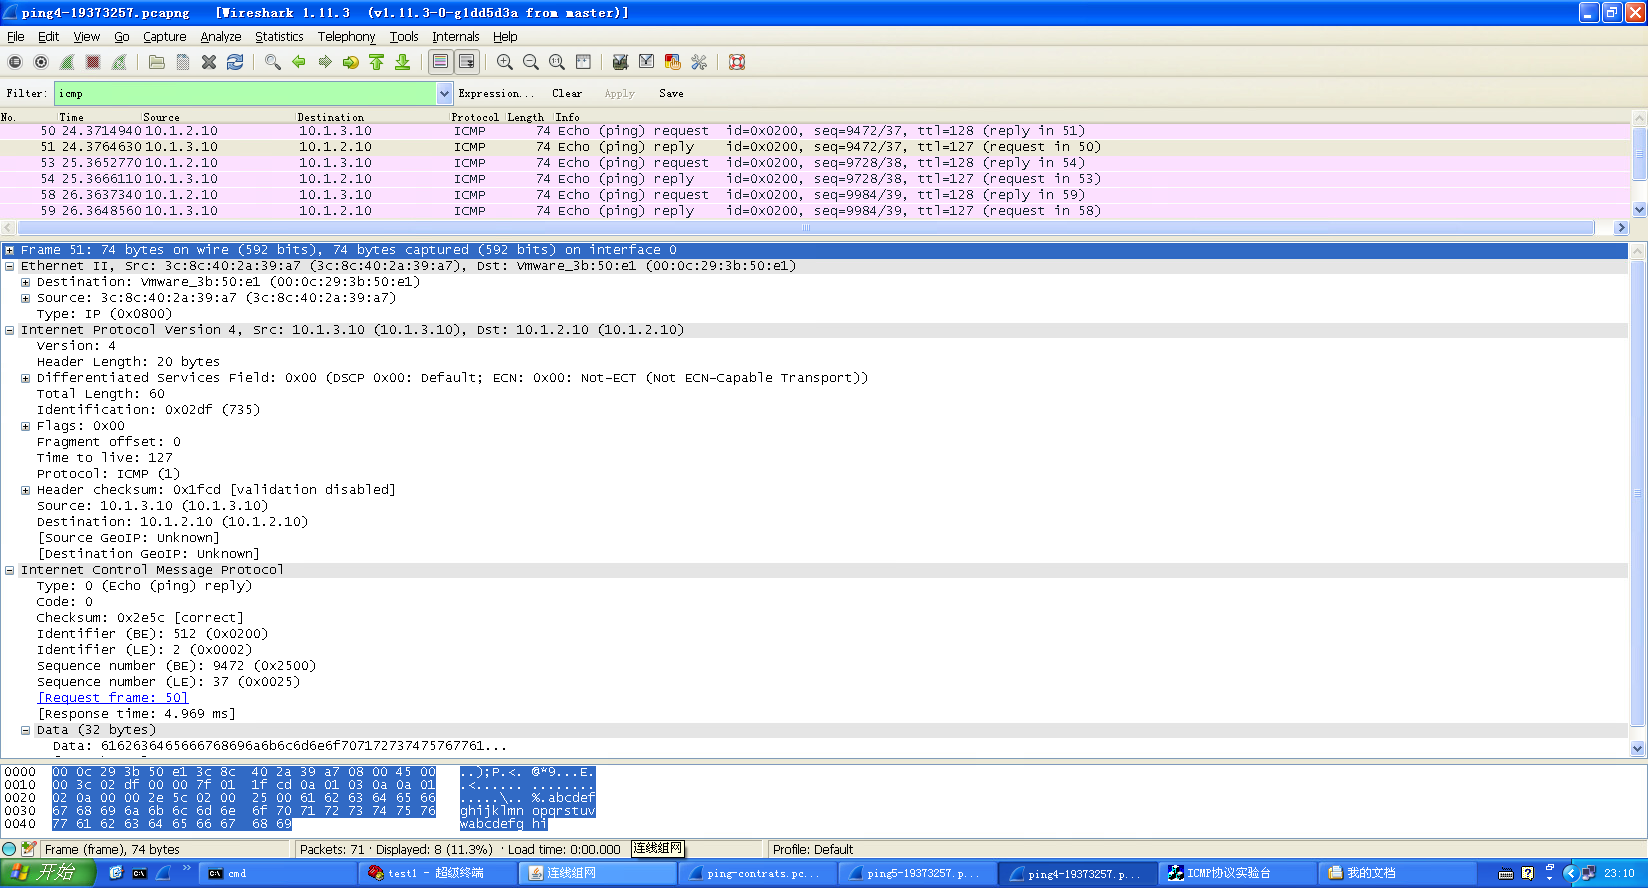 ping4-19373257.pcapng [Wireshark 1.11.3 (v1.11.3-0-g1dd5d3a from master)]
File Edit View Go Capture Analyze Statistics Telephony Tools Internals Help
Filter: icmp Expression... Clear Apply Save
No. Time Source Destination Protocol Length Info
50 24.3714940 10.1.2.10 10.1.3.10 ICMP 74 Echo (ping) request id=0x0200, seq=9472/37, ttl=128 (reply in 51)
51 24.3764630 10.1.3.10 10.1.2.10 ICMP 74 Echo (ping) reply id=0x0200, seq=9472/37, ttl=127 (request in 50)
53 25.3652770 10.1.2.10 10.1.3.10 ICMP 74 Echo (ping) request id=0x0200, seq=9728/38, ttl=128 (reply in 54)
54 25.3666110 10.1.3.10 10.1.2.10 ICMP 74 Echo (ping) reply id=0x0200, seq=9728/38, ttl=127 (request in 53)
58 26.3637340 10.1.2.10 10.1.3.10 ICMP 74 Echo (ping) request id=0x0200, seq=9984/39, ttl=128 (reply in 59)
59 26.3648560 10.1.3.10 10.1.2.10 ICMP 74 Echo (ping) reply id=0x0200, seq=9984/39, ttl=127 (request in 58)
Frame 51: 74 bytes on wire (592 bits), 74 bytes captured (592 bits) on interface 0
Ethernet II, Src: 3c:8c:40:2a:39:a7 (3c:8c:40:2a:39:a7), Dst: Vmware_3b:50:e1 (00:0c:29:3b:50:e1)
Destination: Vmware_3b:50:e1 (00:0c:29:3b:50:e1)
Source: 3c:8c:40:2a:39:a7 (3c:8c:40:2a:39:a7)
Type: IP (0x0800)
Internet Protocol Version 4, Src: 10.1.3.10 (10.1.3.10), Dst: 10.1.2.10 (10.1.2.10)
Version: 4
Header Length: 20 bytes
Differentiated Services Field: 0x00 (DSCP 0x00: Default; ECN: 0x00: Not-ECT (Not ECN-Capable Transport))
Total Length: 60
Identification: 0x02df (735)
Flags: 0x00
Fragment offset: 0
Time to live: 127
Protocol: ICMP (1)
Header checksum: 0x1fcd [validation disabled]
Source: 10.1.3.10 (10.1.3.10)
Destination: 10.1.2.10 (10.1.2.10)
[Source GeoIP: Unknown]
[Destination GeoIP: Unknown]
Internet Control Message Protocol
Type: 0 (Echo (ping) reply)
Code: 0
Checksum: 0x2e5c [correct]
Identifier (BE): 512 (0x0200)
Identifier (LE): 2 (0x0002)
Sequence number (BE): 9472 (0x2500)
Sequence number (LE): 37 (0x0025)
[Request frame: 50]
[Response time: 4.969 ms]
Data (32 bytes)
Data: 6162636465666768696a6b6c6d6e6f707172737475767761...
0000 00 0c 29 3b 50 e1 3c 8c 40 2a 39 a7 08 00 45 00 ..);P.<. @*9...E.
0010 00 3c 02 df 00 00 7f 01 1f cd 0a 01 03 0a 0a 01 .<...... ........
0020 02 0a 00 00 2e 5c 02 00 25 00 61 62 63 64 65 66 .....\.. %.abcdef
0030 67 68 69 6a 6b 6c 6d 6e 6f 70 71 72 73 74 75 76 ghijklmn opqrstuv
0040 77 61 62 63 64 65 66 67 68 69 wabcdefg hi
Frame (frame), 74 bytes Packets: 71 · Displayed: 8 (11.3%) · Load time: 0:00.000 连线组网 Profile: Default
开始 cmd test1 - 超级终端 连线组网 ping-contrats.pc... ping5-19373257.p... ping4-19373257.p... ICMP协议实验台 我的文档 23:10